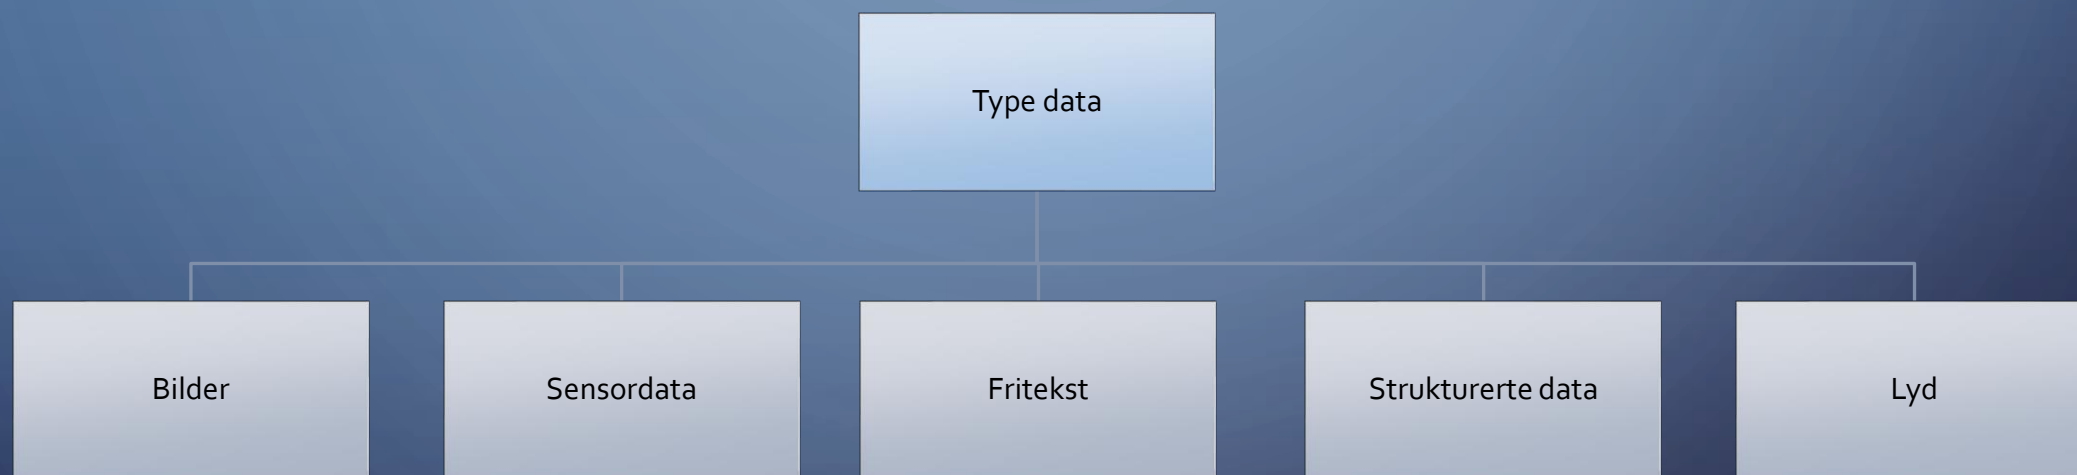 Type data
Bilder
Sensordata
Fritekst
Strukturerte data
Lyd